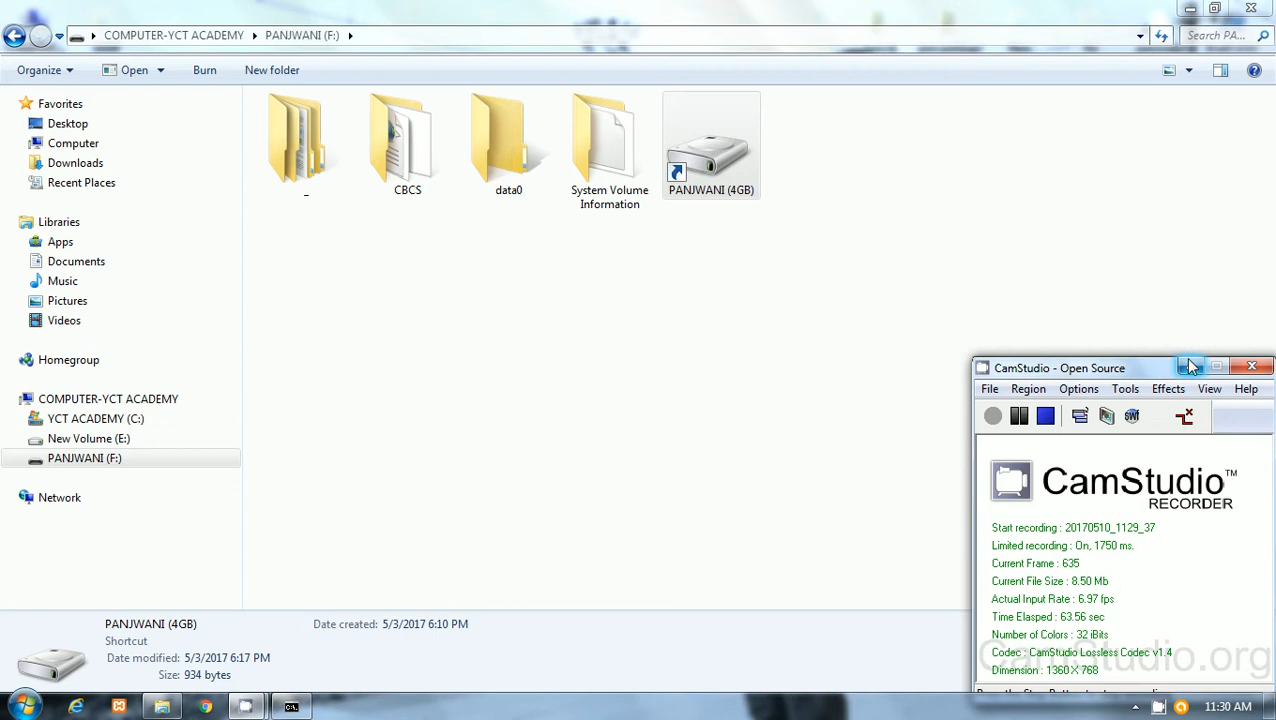 COMPUTER-YCT ACADEMY PANJWANI (F:)
Search PA...
Organize Open Burn New folder
Favorites
Desktop
Computer
Downloads
Recent Places
Libraries
Apps
Documents
Music
Pictures
Videos
Homegroup
COMPUTER-YCT ACADEMY
YCT ACADEMY (C:)
New Volume (E:)
PANJWANI (F:)
Network
_
CBCS
data0
System Volume
Information
PANJWANI (4GB)
CamStudio - Open Source
File Region Options Tools Effects View Help
SWF
CamStudio™
RECORDER
Start recording : 20170510_1129_37
Limited recording : On, 1750 ms.
Current Frame : 635
Current File Size : 8.50 Mb
Actual Input Rate : 6.97 fps
Time Elasped : 63.56 sec
Number of Colors : 32 iBits
Codec : CamStudio Lossless Codec v1.4
Dimension : 1360 X 768
CamStudio.org
PANJWANI (4GB)
Shortcut
Date modified: 5/3/2017 6:17 PM
Size: 934 bytes
Date created: 5/3/2017 6:10 PM
11:30 AM